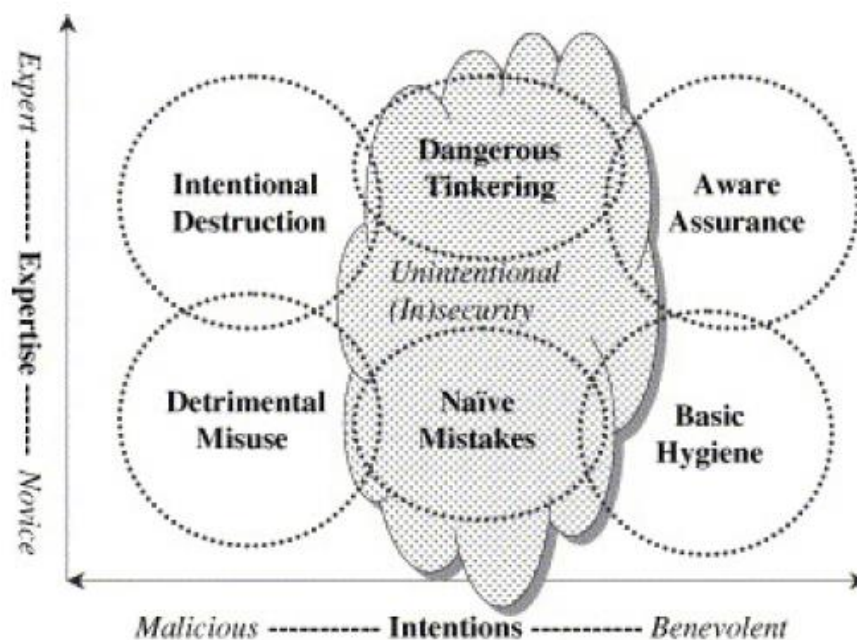 Expert ---------- Expertise ------- Novice
Dangerous
Tinkering
Intentional
Destruction
Aware
Assurance
Unintentional
(In)security
Detrimental
Misuse
Naïve
Mistakes
Basic
Hygiene
Malicious ---------- Intentions ---------- Benevolent